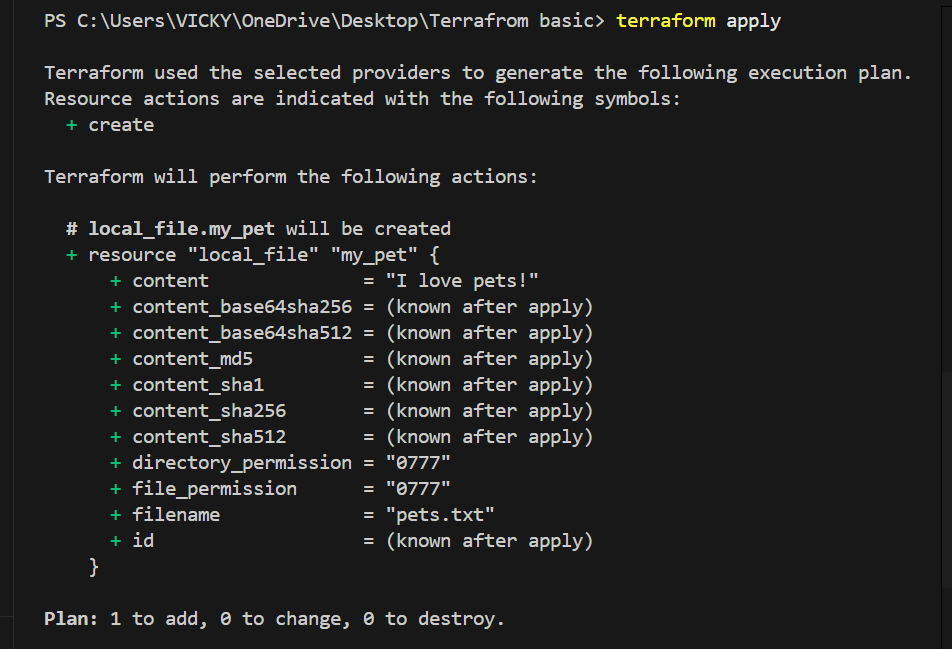 PS C:\Users\VICKY\OneDrive\Desktop\Terrafrom basic> terraform apply
Terraform used the selected providers to generate the following execution plan.
Resource actions are indicated with the following symbols:
+ create
Terraform will perform the following actions:
# local_file.my_pet will be created
+ resource "local_file" "my_pet" {
+ content = "I love pets!"
+ content_base64sha256 = (known after apply)
+ content_base64sha512 = (known after apply)
+ content_md5 = (known after apply)
+ content_sha1 = (known after apply)
+ content_sha256 = (known after apply)
+ content_sha512 = (known after apply)
+ directory_permission = "0777"
+ file_permission = "0777"
+ filename = "pets.txt"
+ id = (known after apply)
}
Plan: 1 to add, 0 to change, 0 to destroy.